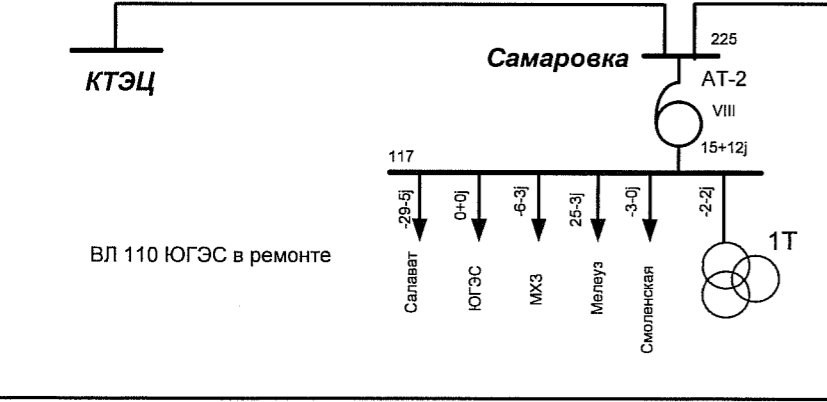 225
Самаровка
АТ-2
КТЭЦ
VIII
15+12j
117
-29-5j
0+0j
-6-3j
25-3j
-3-0j
-2-2j
1Т
ВЛ 110 ЮГЭС в ремонте
Салават
ЮГЭС
МХЗ
Мелеуз
Смоленская